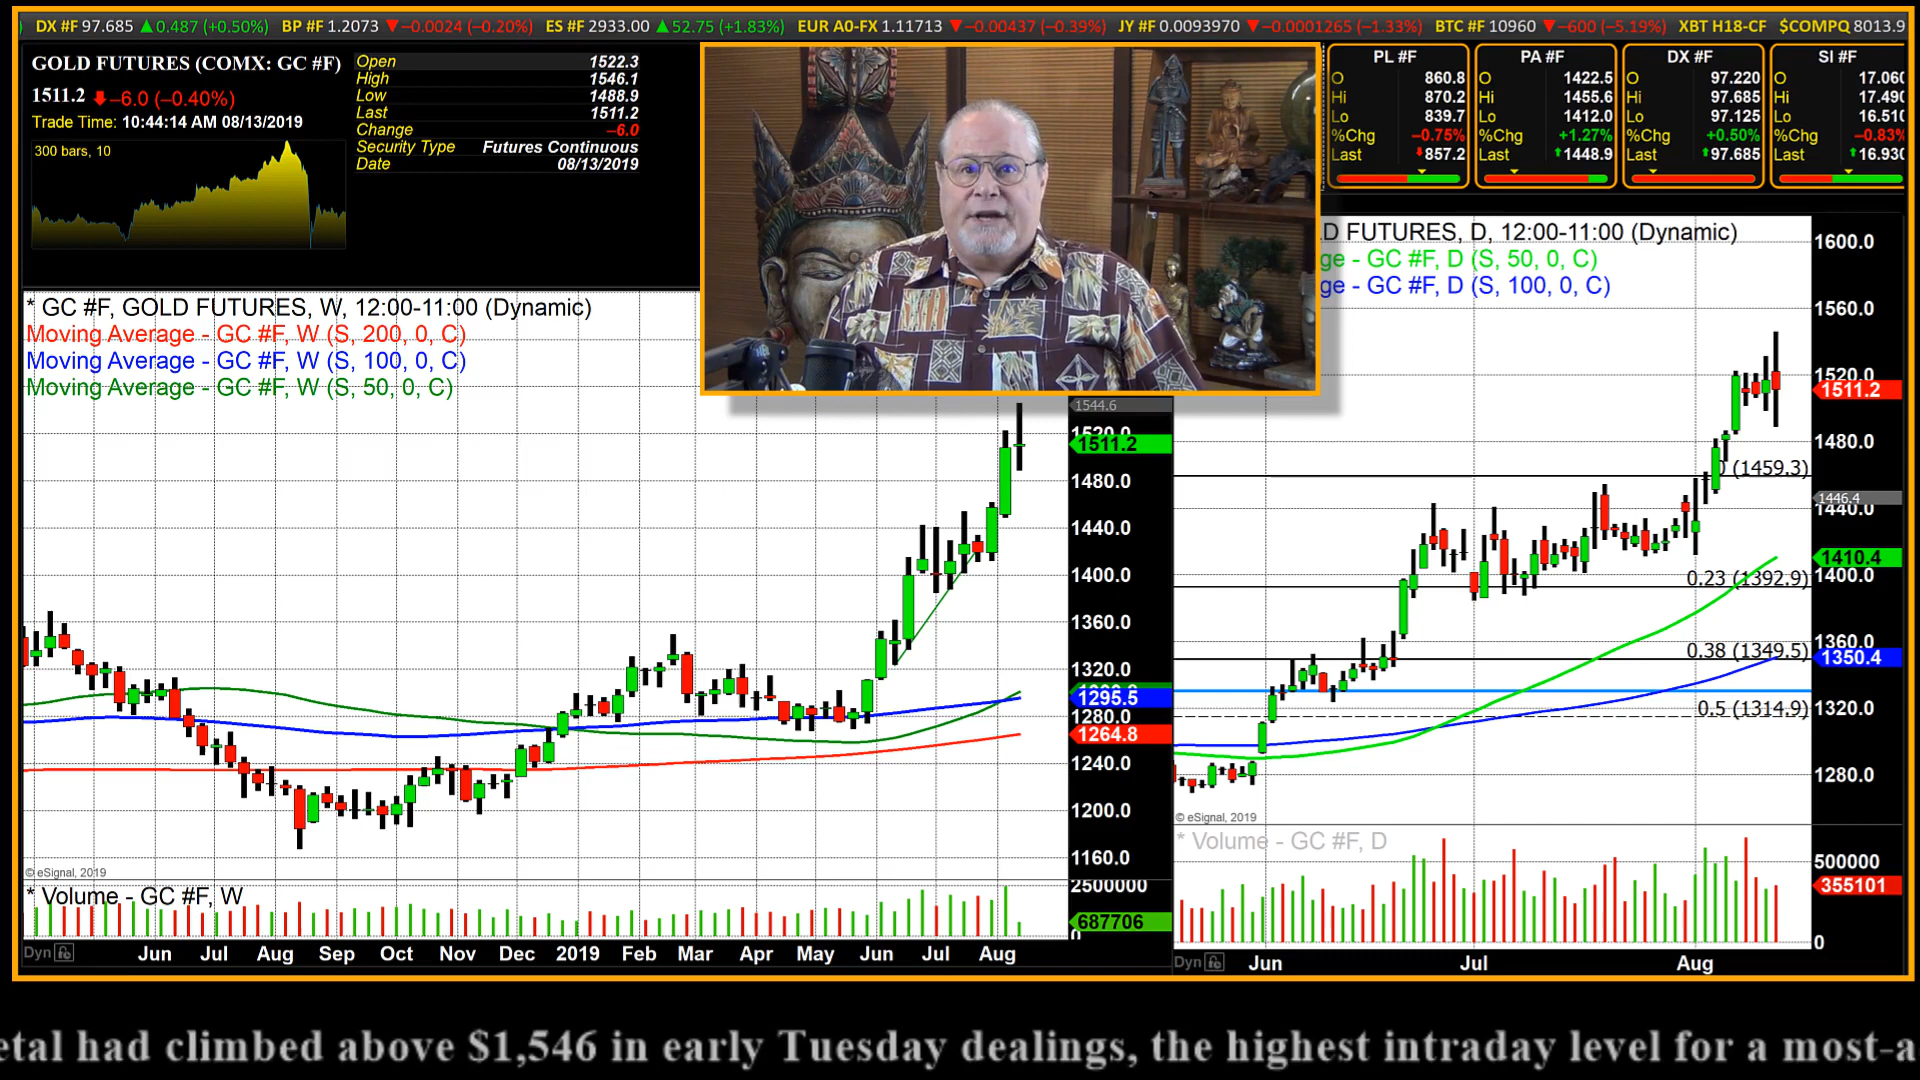 DX #F 97.685 ▲0.487 (+0.50%) BP #F 1.2073 ▼−0.0024 (−0.20%) ES #F 2933.00 ▲52.75 (+1.83%) EUR A0-FX 1.11713 ▼−0.00437 (−0.39%) JY #F 0.0093970 ▼−0.0001265 (−1.33%) BTC #F 10960 ▼−600 (−5.19%) XBT H18-CF $COMPQ 8013.9
GOLD FUTURES (COMX: GC #F)
1511.2 −6.0 (−0.40%)
Trade Time: 10:44:14 AM 08/13/2019
300 bars, 10
Open 1522.3
High 1546.1
Low 1488.9
Last 1511.2
Change −6.0
Security Type Futures Continuous
Date 08/13/2019
PL #F
O 860.8
Hi 870.2
Lo 839.7
%Chg −0.75%
Last 857.2
PA #F
O 1422.5
Hi 1455.6
Lo 1412.0
%Chg +1.27%
Last 1448.9
DX #F
O 97.220
Hi 97.685
Lo 97.125
%Chg +0.50%
Last 97.685
SI #F
O 17.060
Hi 17.490
Lo 16.510
%Chg −0.83%
Last 16.930
* GC #F, GOLD FUTURES, W, 12:00-11:00 (Dynamic)
Moving Average - GC #F, W (S, 200, 0, C)
Moving Average - GC #F, W (S, 100, 0, C)
Moving Average - GC #F, W (S, 50, 0, C)
1544.6
1520.0
1511.2
1480.0
1440.0
1400.0
1360.0
1320.0
1295.5
1280.0
1264.8
1240.0
1200.0
1160.0
© eSignal, 2019
* Volume - GC #F, W
2500000
687706
0
Dyn
Jun Jul Aug Sep Oct Nov Dec 2019 Feb Mar Apr May Jun Jul Aug
D FUTURES, D, 12:00-11:00 (Dynamic)
ge - GC #F, D (S, 50, 0, C)
ge - GC #F, D (S, 100, 0, C)
1600.0
1560.0
1520.0
1511.2
1480.0
0 (1459.3)
1446.4
1440.0
1410.4
1400.0
0.23 (1392.9)
1360.0
0.38 (1349.5)
1350.4
1320.0
0.5 (1314.9)
1280.0
© eSignal, 2019
* Volume - GC #F, D
500000
355101
0
Dyn
Jun Jul Aug
etal had climbed above $1,546 in early Tuesday dealings, the highest intraday level for a most-a